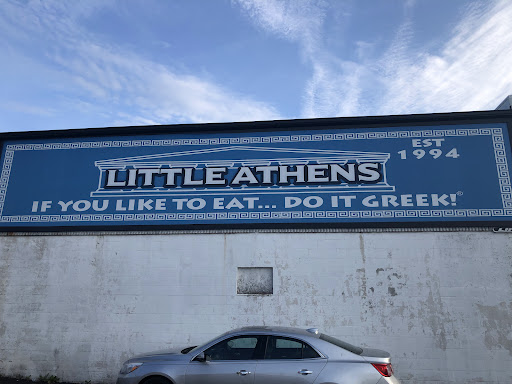 LITTLE ATHENS
EST
1994
IF YOU LIKE TO EAT... DO IT GREEK!®